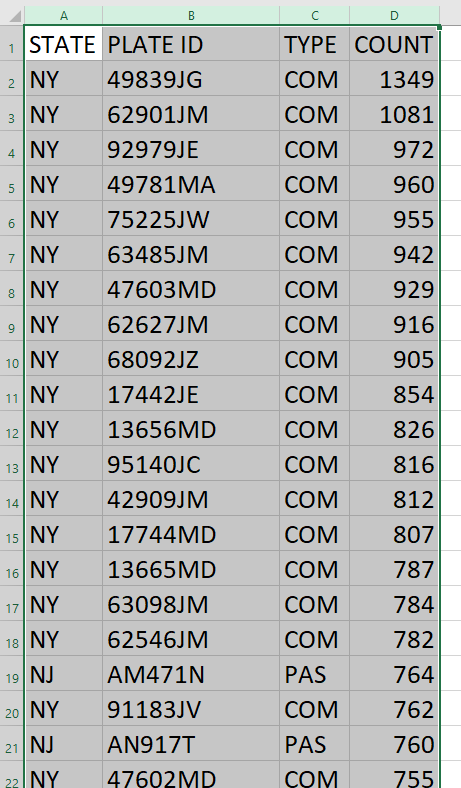 A B C D
1 STATE PLATE ID TYPE COUNT
2 NY 49839JG COM 1349
3 NY 62901JM COM 1081
4 NY 92979JE COM 972
5 NY 49781MA COM 960
6 NY 75225JW COM 955
7 NY 63485JM COM 942
8 NY 47603MD COM 929
9 NY 62627JM COM 916
10 NY 68092JZ COM 905
11 NY 17442JE COM 854
12 NY 13656MD COM 826
13 NY 95140JC COM 816
14 NY 42909JM COM 812
15 NY 17744MD COM 807
16 NY 13665MD COM 787
17 NY 63098JM COM 784
18 NY 62546JM COM 782
19 NJ AM471N PAS 764
20 NY 91183JV COM 762
21 NJ AN917T PAS 760
22 NY 47602MD COM 755